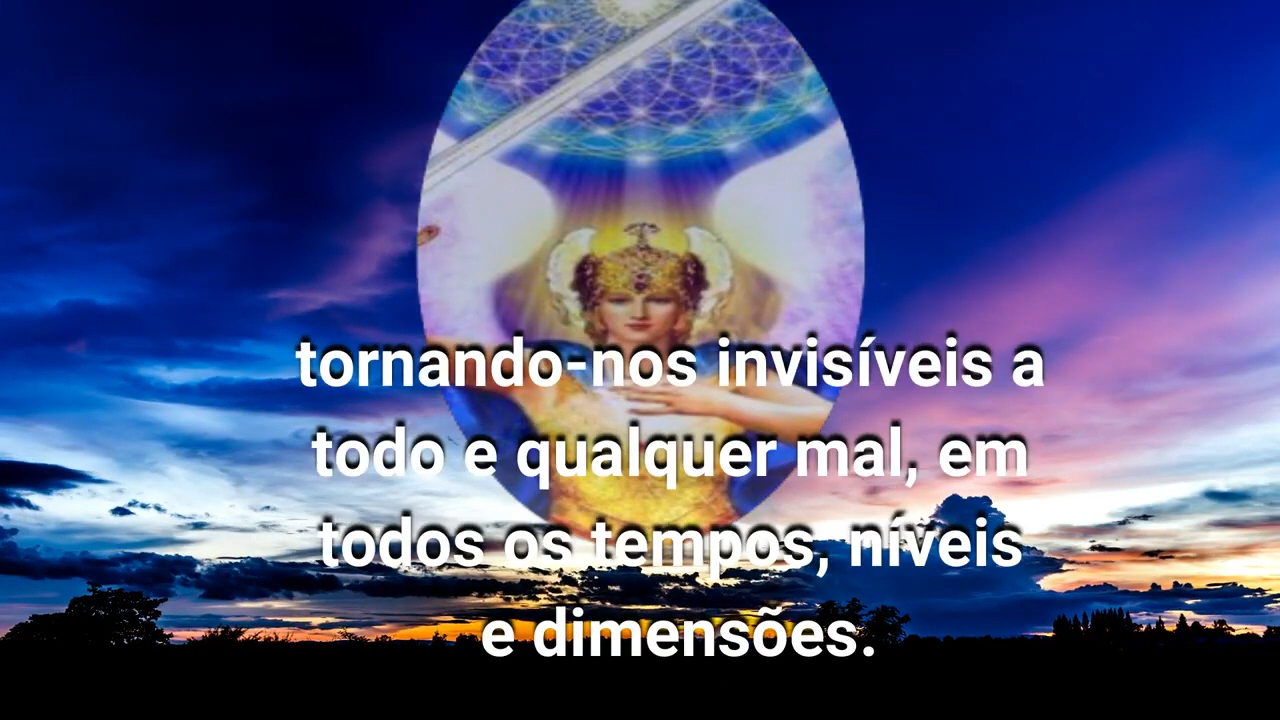 tornando-nos invisíveis a
todo e qualquer mal, em
todos os tempos, níveis
e dimensões.